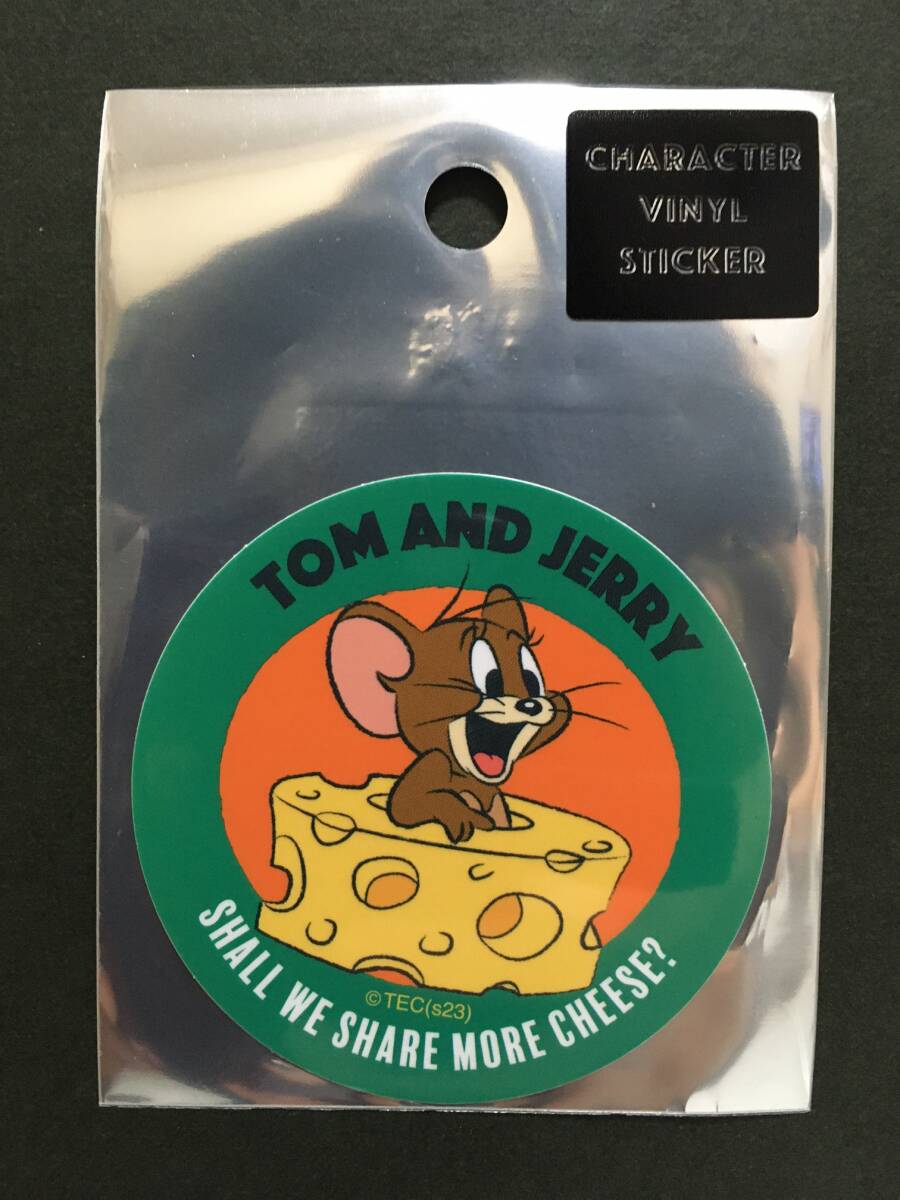 CHARACTER
VINYL
STICKER
TOM AND JERRY
©TEC(s23)
SHALL WE SHARE MORE CHEESE?